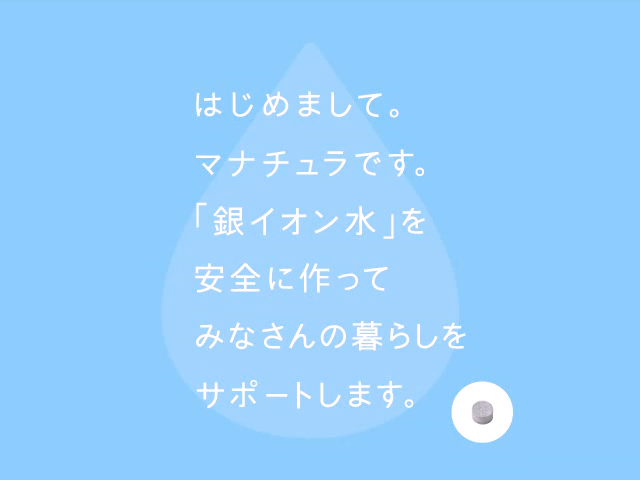 はじめまして。
マナチュラです。
「銀イオン水」を
安全に作って
みなさんの暮らしを
サポートします。